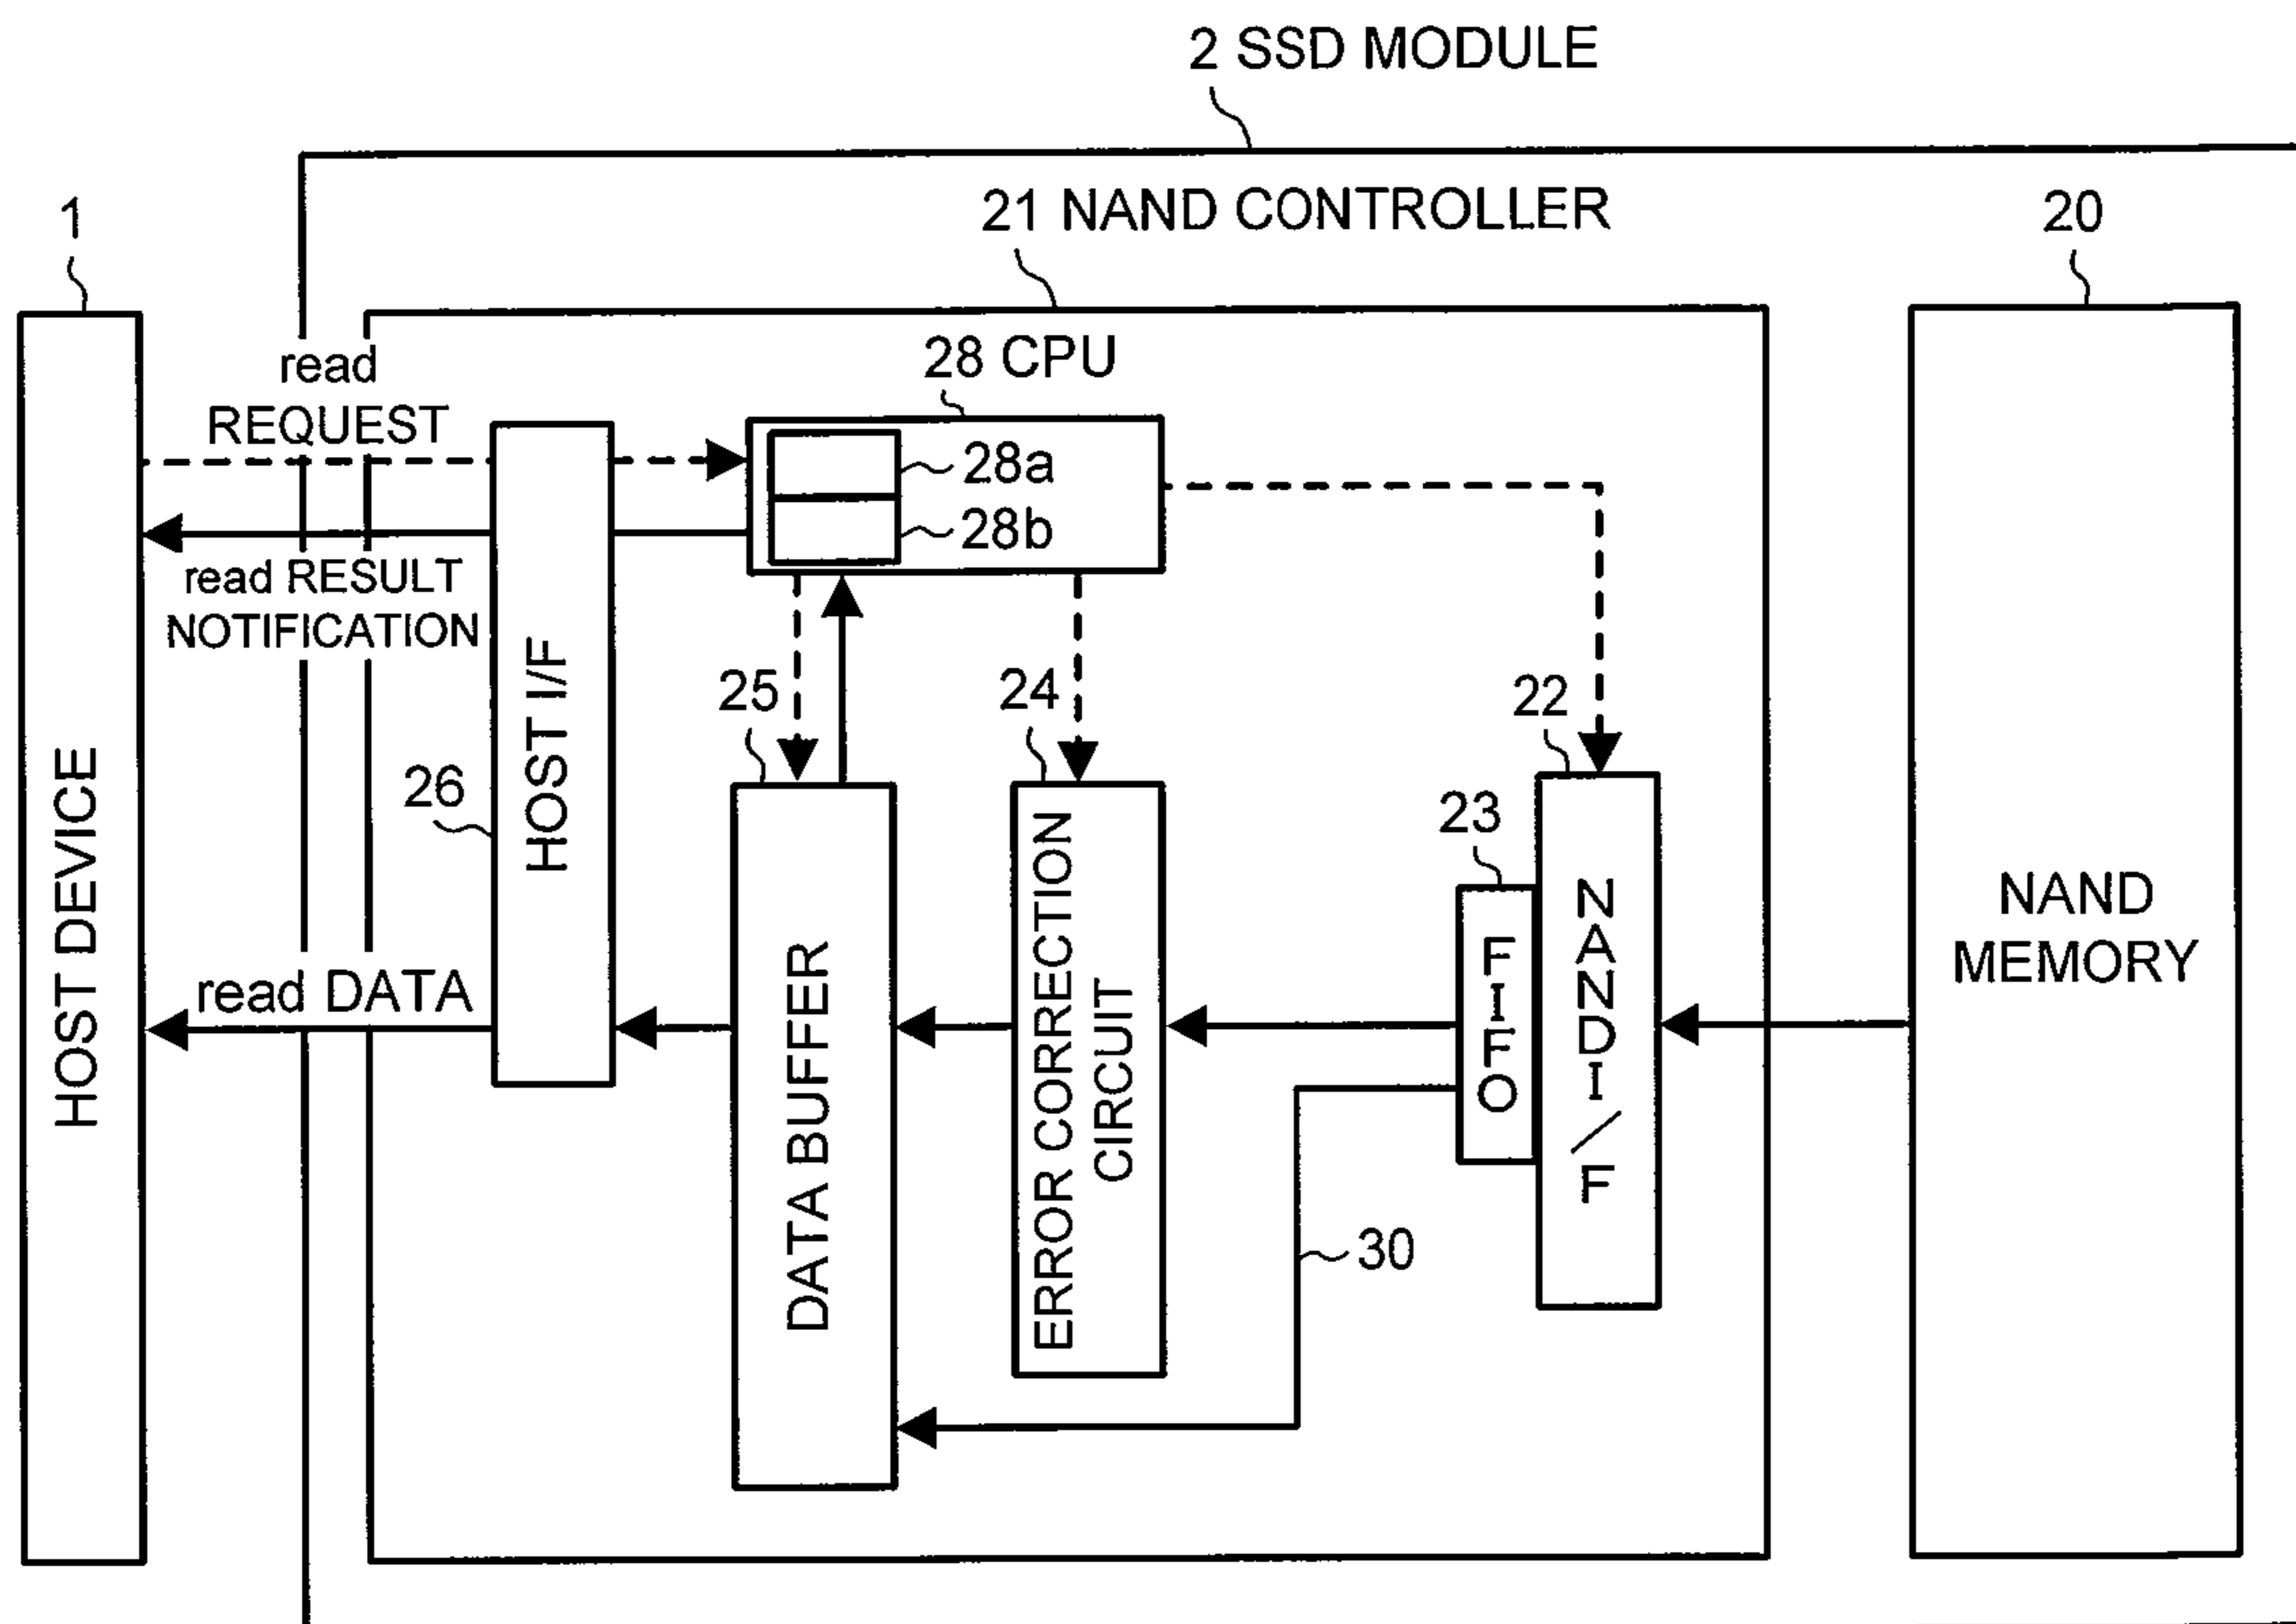 2 SSD MODULE
21 NAND CONTROLLER
1
20
read
REQUEST
28 CPU
28a
28b
read RESULT
NOTIFICATION
HOST I/F
26
25
24
22
23
HOST DEVICE
read DATA
DATA BUFFER
ERROR CORRECTION
CIRCUIT
FIFO
NANDI/F
NAND
MEMORY
30